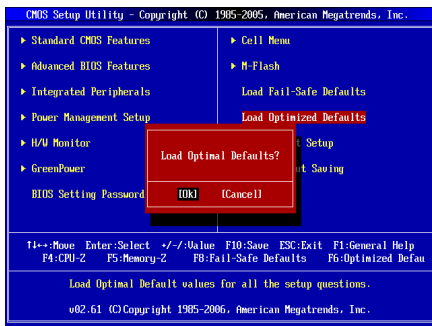 CMOS Setup Utility - Copyright (C) 1985-2005, American Megatrends, Inc.
▶ Standard CMOS Features
▶ Advanced BIOS Features
▶ Integrated Peripherals
▶ Power Management Setup
▶ H/W Monitor
▶ GreenPower
BIOS Setting Password
▶ Cell Menu
▶ M-Flash
Load Fail-Safe Defaults
Load Optimized Defaults
t Setup
ut Saving
Load Optimal Defaults?
[Ok] [Cancel]
↑↓←→:Move Enter:Select +/-/:Value F10:Save ESC:Exit F1:General Help
F4:CPU-Z F5:Memory-Z F8:Fail-Safe Defaults F6:Optimized Defau
Load Optimal Default values for all the setup questions.
v02.61 (C)Copyright 1985-2006, American Megatrends, Inc.